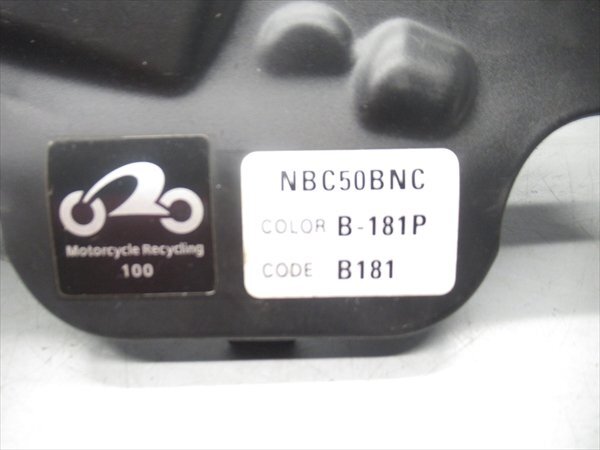 Motorcycle Recycling
100
NBC50BNC
COLOR B-181P
CODE B181